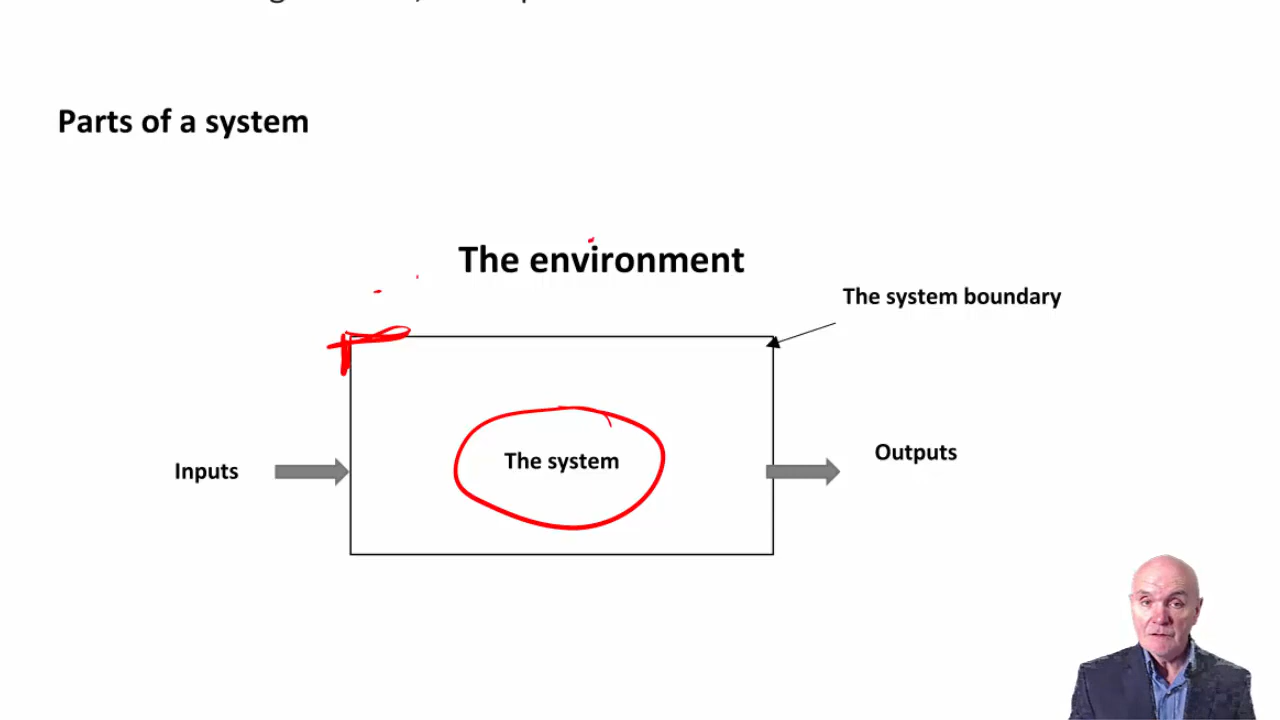 Parts of a system
The environment
The system boundary
Inputs
The system
Outputs